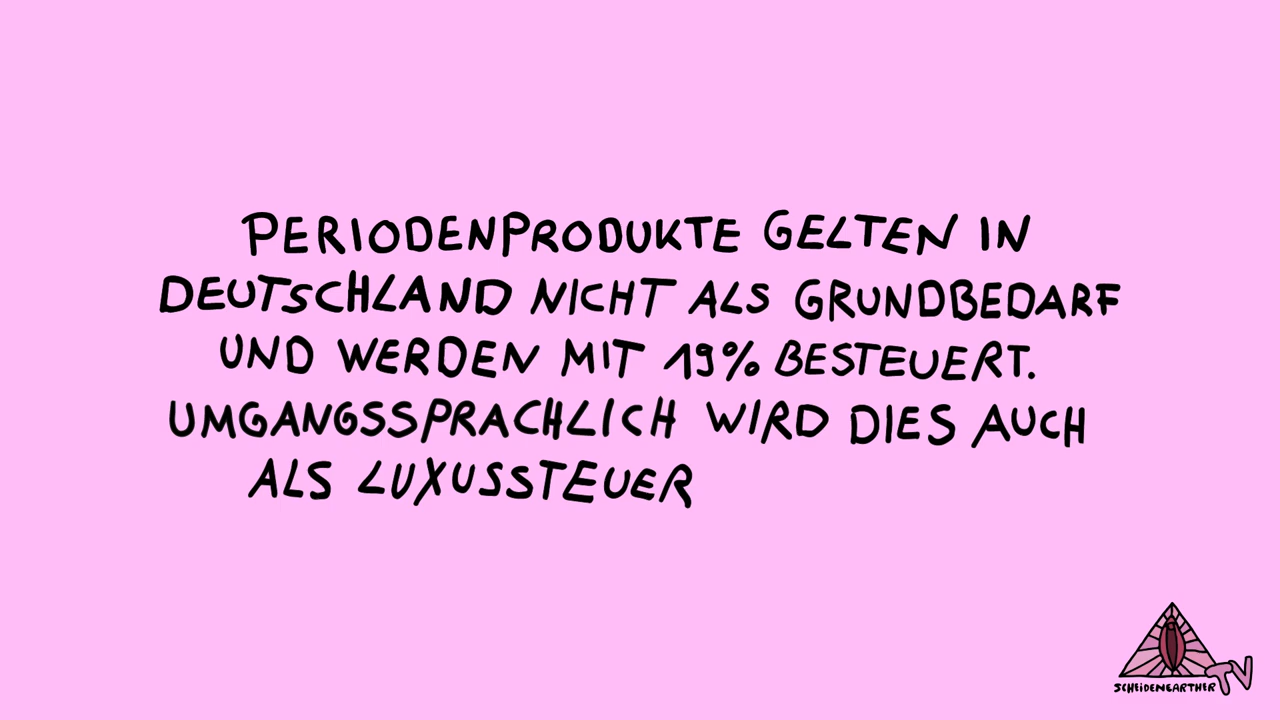 PERIODENPRODUKTE GELTEN IN
DEUTSCHLAND NICHT ALS GRUNDBEDARF
UND WERDEN MIT 19% BESTEUERT.
UMGANGSSPRACHLICH WIRD DIES AUCH
ALS LUXUSSTEUER
SCHEIDENEARTHER TV